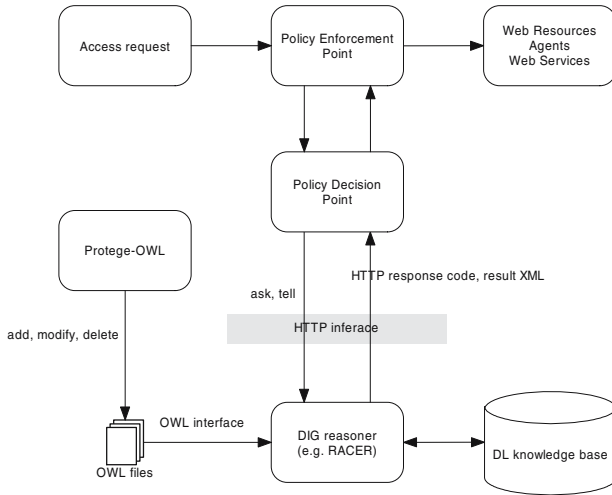 Access request
Policy Enforcement
Point
Web Resources
Agents
Web Services
Policy Decision
Point
Protege-OWL
HTTP response code, result XML
ask, tell
HTTP inferace
add, modify, delete
OWL interface
OWL files
DIG reasoner
(e.g. RACER)
DL knowledge base